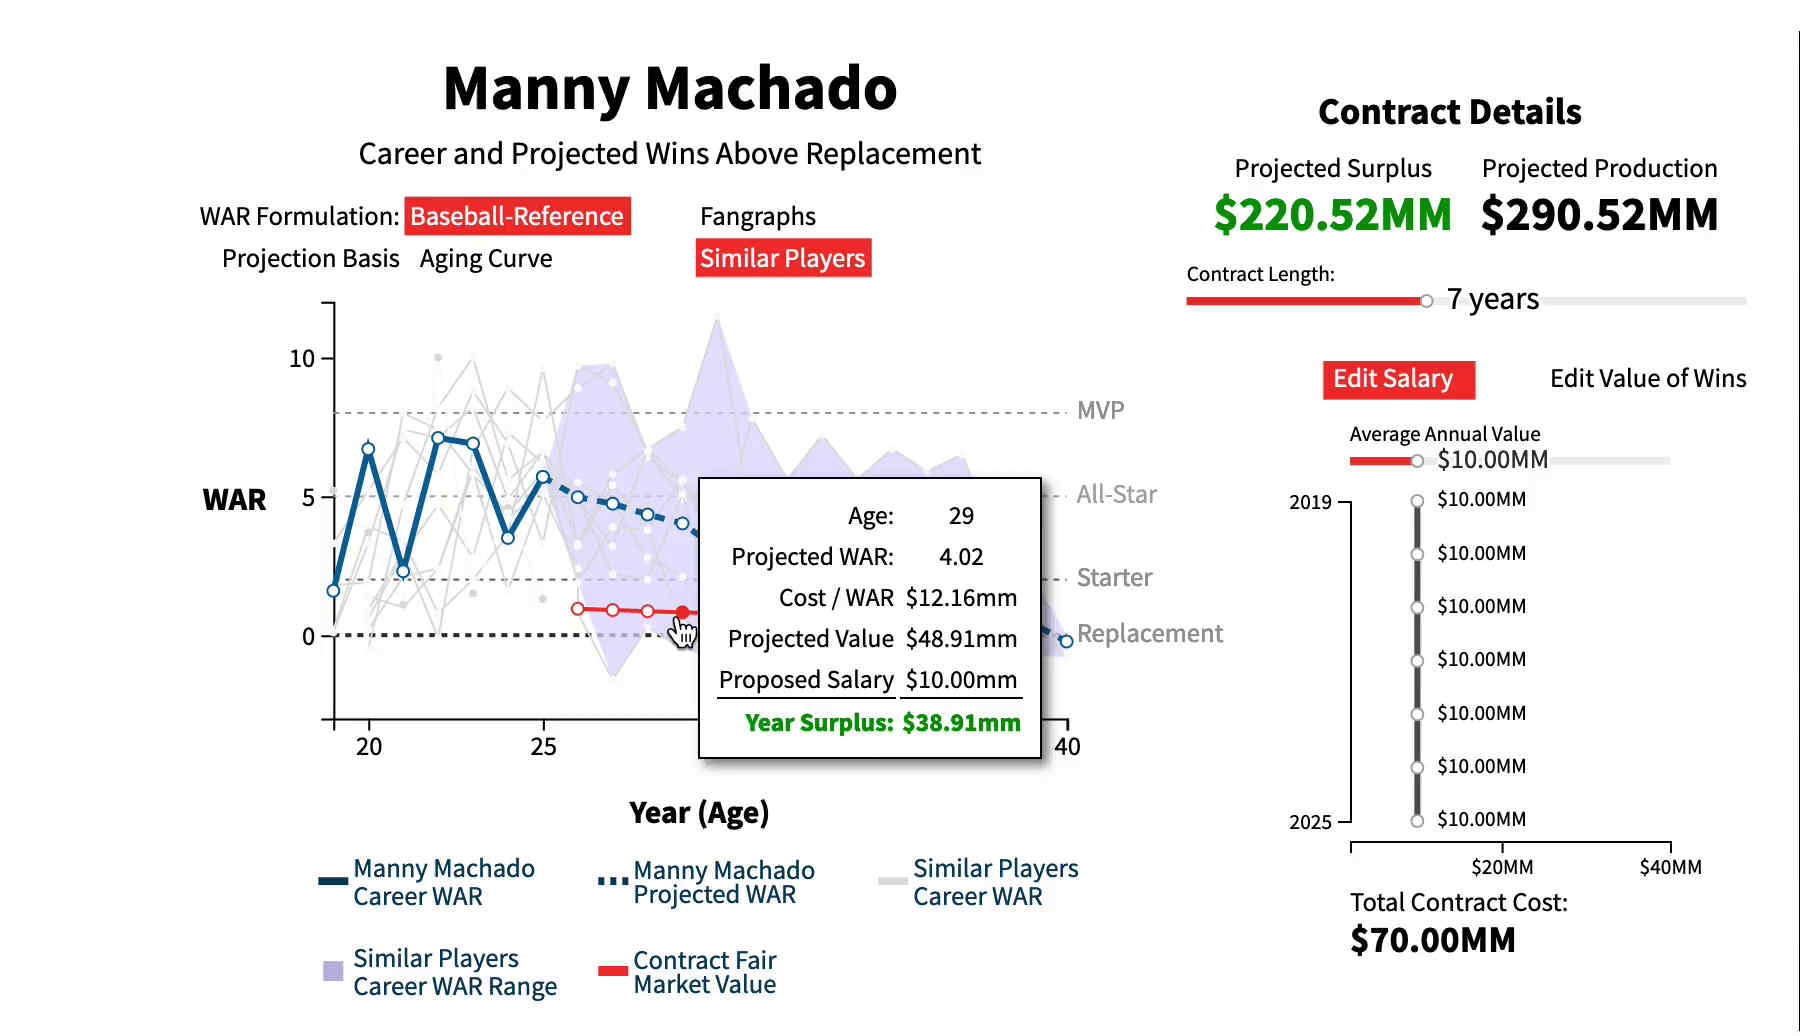 Manny Machado
Career and Projected Wins Above Replacement
WAR Formulation: Baseball-Reference Fangraphs
Projection Basis Aging Curve Similar Players
10
5
0
WAR
MVP
All-Star
Starter
Replacement
Age: 29
Projected WAR: 4.02
Cost / WAR $12.16mm
Projected Value $48.91mm
Proposed Salary $10.00mm
Year Surplus: $38.91mm
20 25 40
Year (Age)
Manny Machado
Career WAR
Manny Machado
Projected WAR
Similar Players
Career WAR
Similar Players
Career WAR Range
Contract Fair
Market Value
Contract Details
Projected Surplus Projected Production
$220.52MM $290.52MM
Contract Length:
7 years
Edit Salary Edit Value of Wins
Average Annual Value
$10.00MM
2019 $10.00MM
$10.00MM
$10.00MM
$10.00MM
$10.00MM
$10.00MM
2025 $10.00MM
$20MM $40MM
Total Contract Cost:
$70.00MM